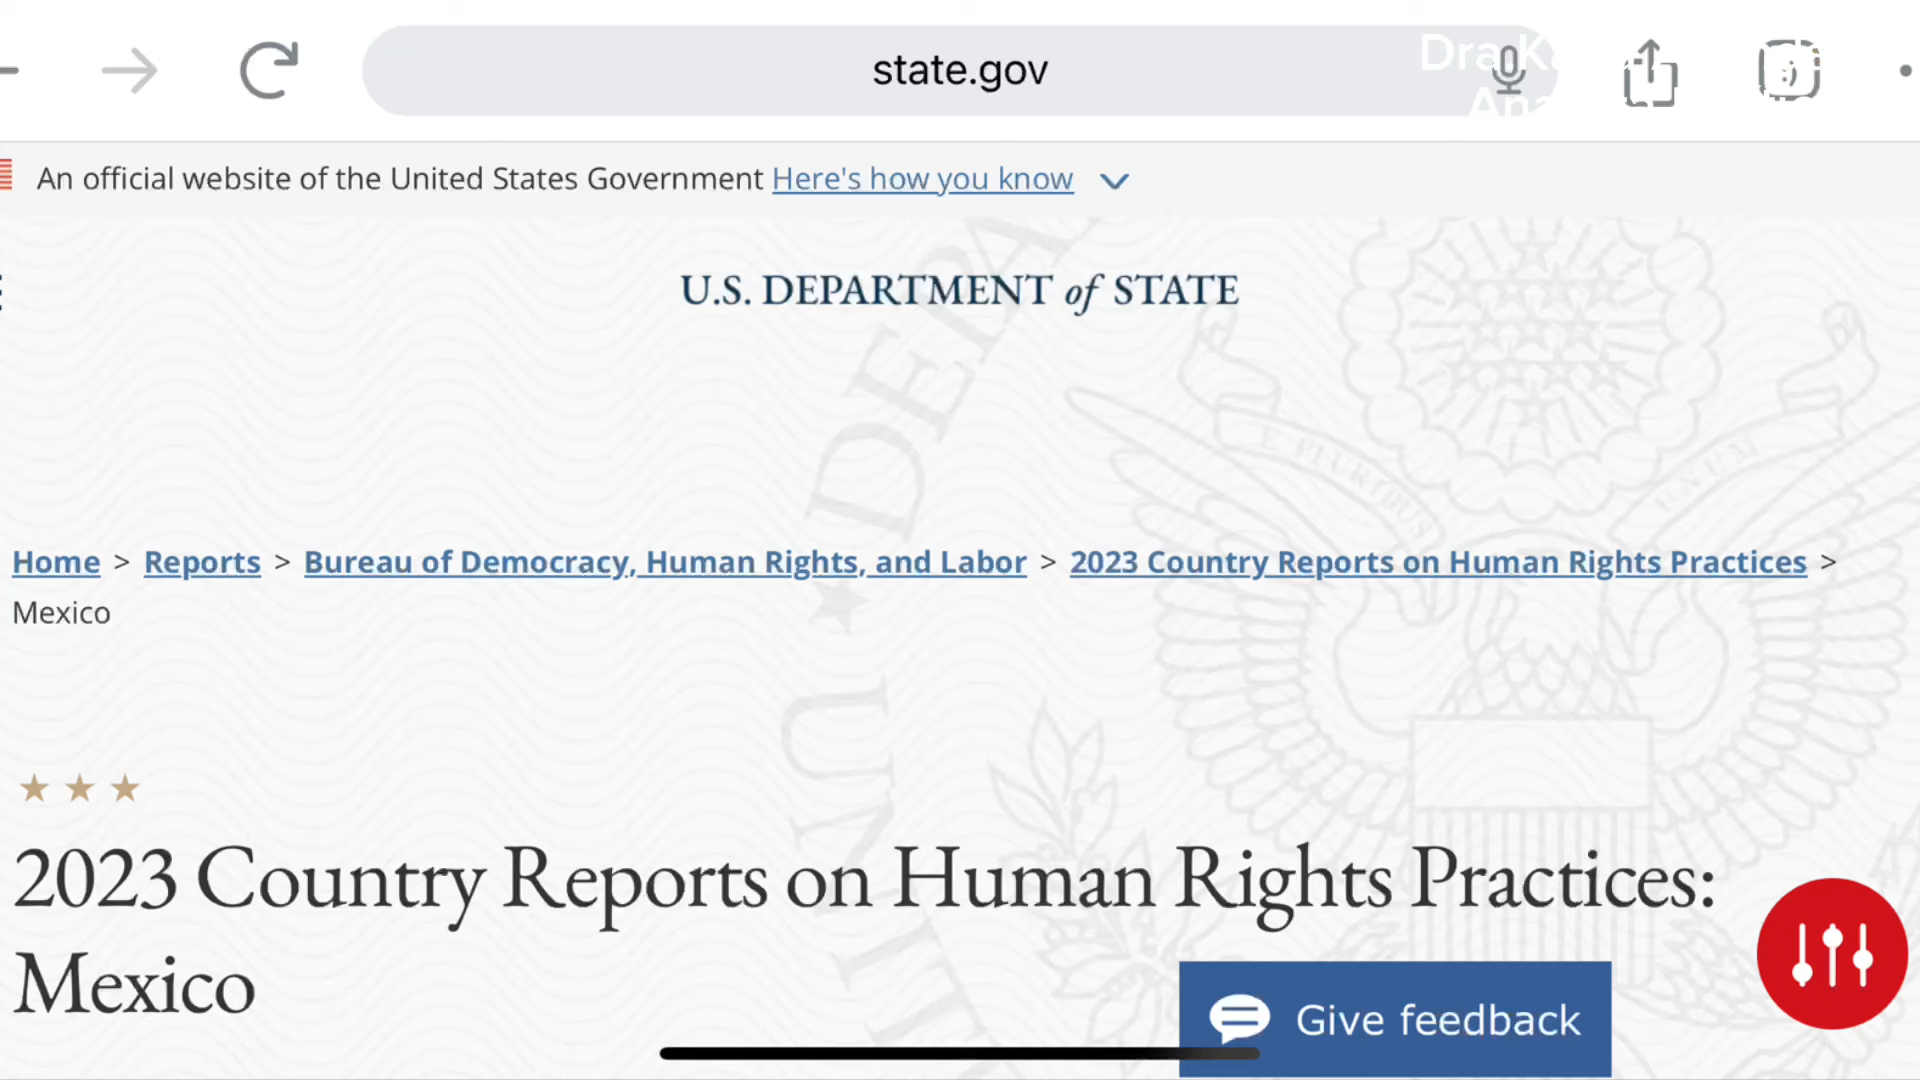 state.gov
An official website of the United States Government Here's how you know
U.S. DEPARTMENT of STATE
E PLURIBUS UNUM
Home > Reports > Bureau of Democracy, Human Rights, and Labor > 2023 Country Reports on Human Rights Practices >
Mexico
2023 Country Reports on Human Rights Practices:
Mexico
Give feedback